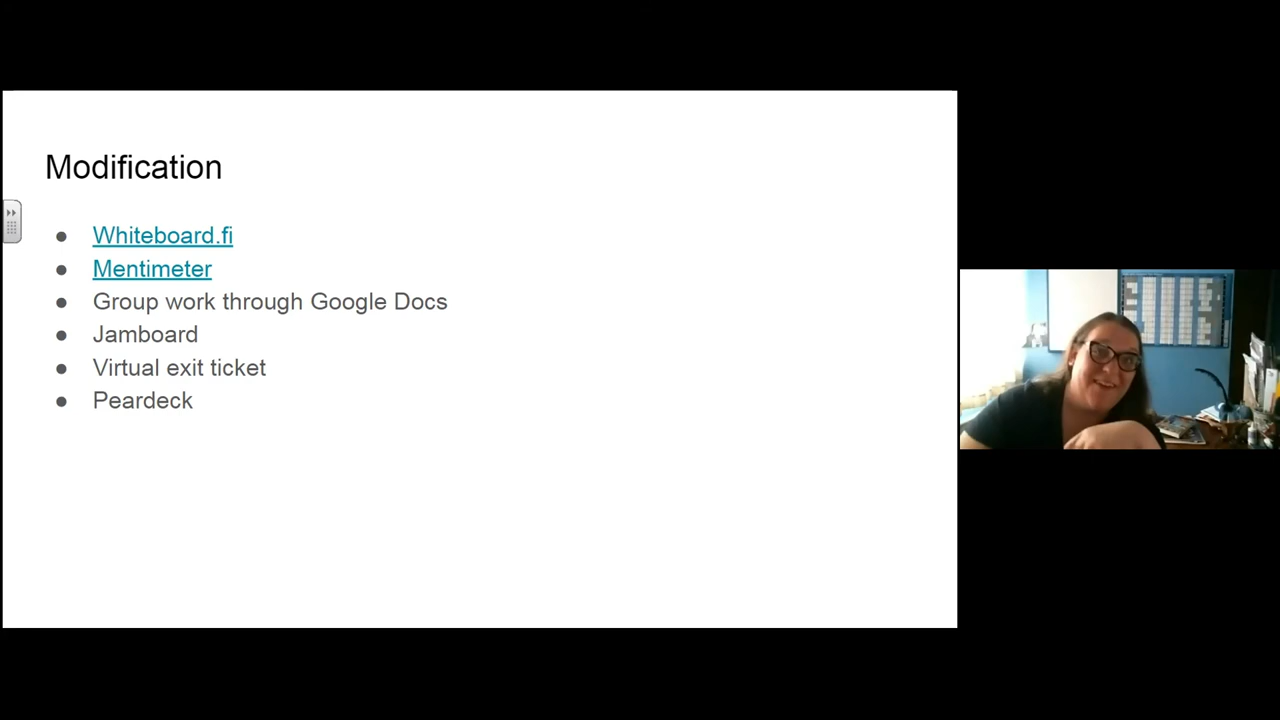 Modification
Whiteboard.fi
Mentimeter
Group work through Google Docs
Jamboard
Virtual exit ticket
Peardeck